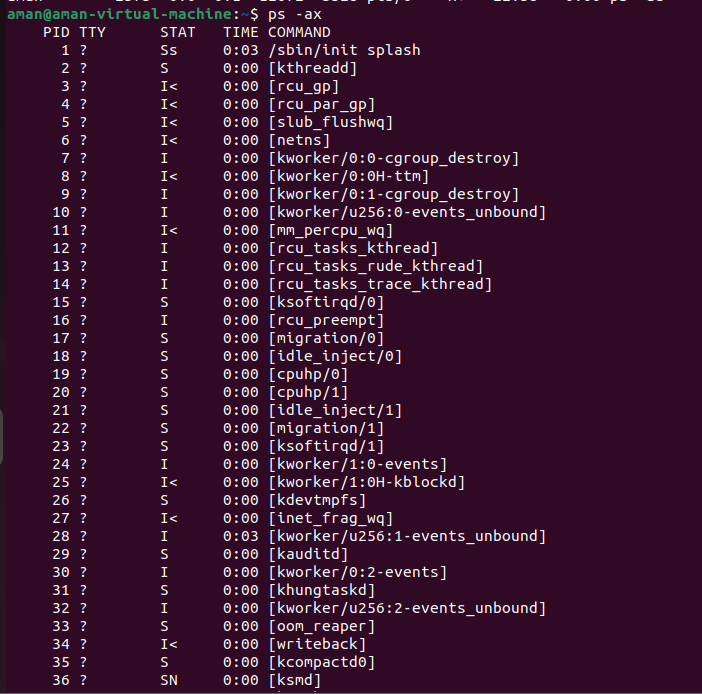 aman@aman-virtual-machine:~$ ps -ax
PID TTY STAT TIME COMMAND
1 ? Ss 0:03 /sbin/init splash
2 ? S 0:00 [kthreadd]
3 ? I< 0:00 [rcu_gp]
4 ? I< 0:00 [rcu_par_gp]
5 ? I< 0:00 [slub_flushwq]
6 ? I< 0:00 [netns]
7 ? I 0:00 [kworker/0:0-cgroup_destroy]
8 ? I< 0:00 [kworker/0:0H-ttm]
9 ? I 0:00 [kworker/0:1-cgroup_destroy]
10 ? I 0:00 [kworker/u256:0-events_unbound]
11 ? I< 0:00 [mm_percpu_wq]
12 ? I 0:00 [rcu_tasks_kthread]
13 ? I 0:00 [rcu_tasks_rude_kthread]
14 ? I 0:00 [rcu_tasks_trace_kthread]
15 ? S 0:00 [ksoftirqd/0]
16 ? I 0:00 [rcu_preempt]
17 ? S 0:00 [migration/0]
18 ? S 0:00 [idle_inject/0]
19 ? S 0:00 [cpuhp/0]
20 ? S 0:00 [cpuhp/1]
21 ? S 0:00 [idle_inject/1]
22 ? S 0:00 [migration/1]
23 ? S 0:00 [ksoftirqd/1]
24 ? I 0:00 [kworker/1:0-events]
25 ? I< 0:00 [kworker/1:0H-kblockd]
26 ? S 0:00 [kdevtmpfs]
27 ? I< 0:00 [inet_frag_wq]
28 ? I 0:03 [kworker/u256:1-events_unbound]
29 ? S 0:00 [kauditd]
30 ? I 0:00 [kworker/0:2-events]
31 ? S 0:00 [khungtaskd]
32 ? I 0:00 [kworker/u256:2-events_unbound]
33 ? S 0:00 [oom_reaper]
34 ? I< 0:00 [writeback]
35 ? S 0:00 [kcompactd0]
36 ? SN 0:00 [ksmd]